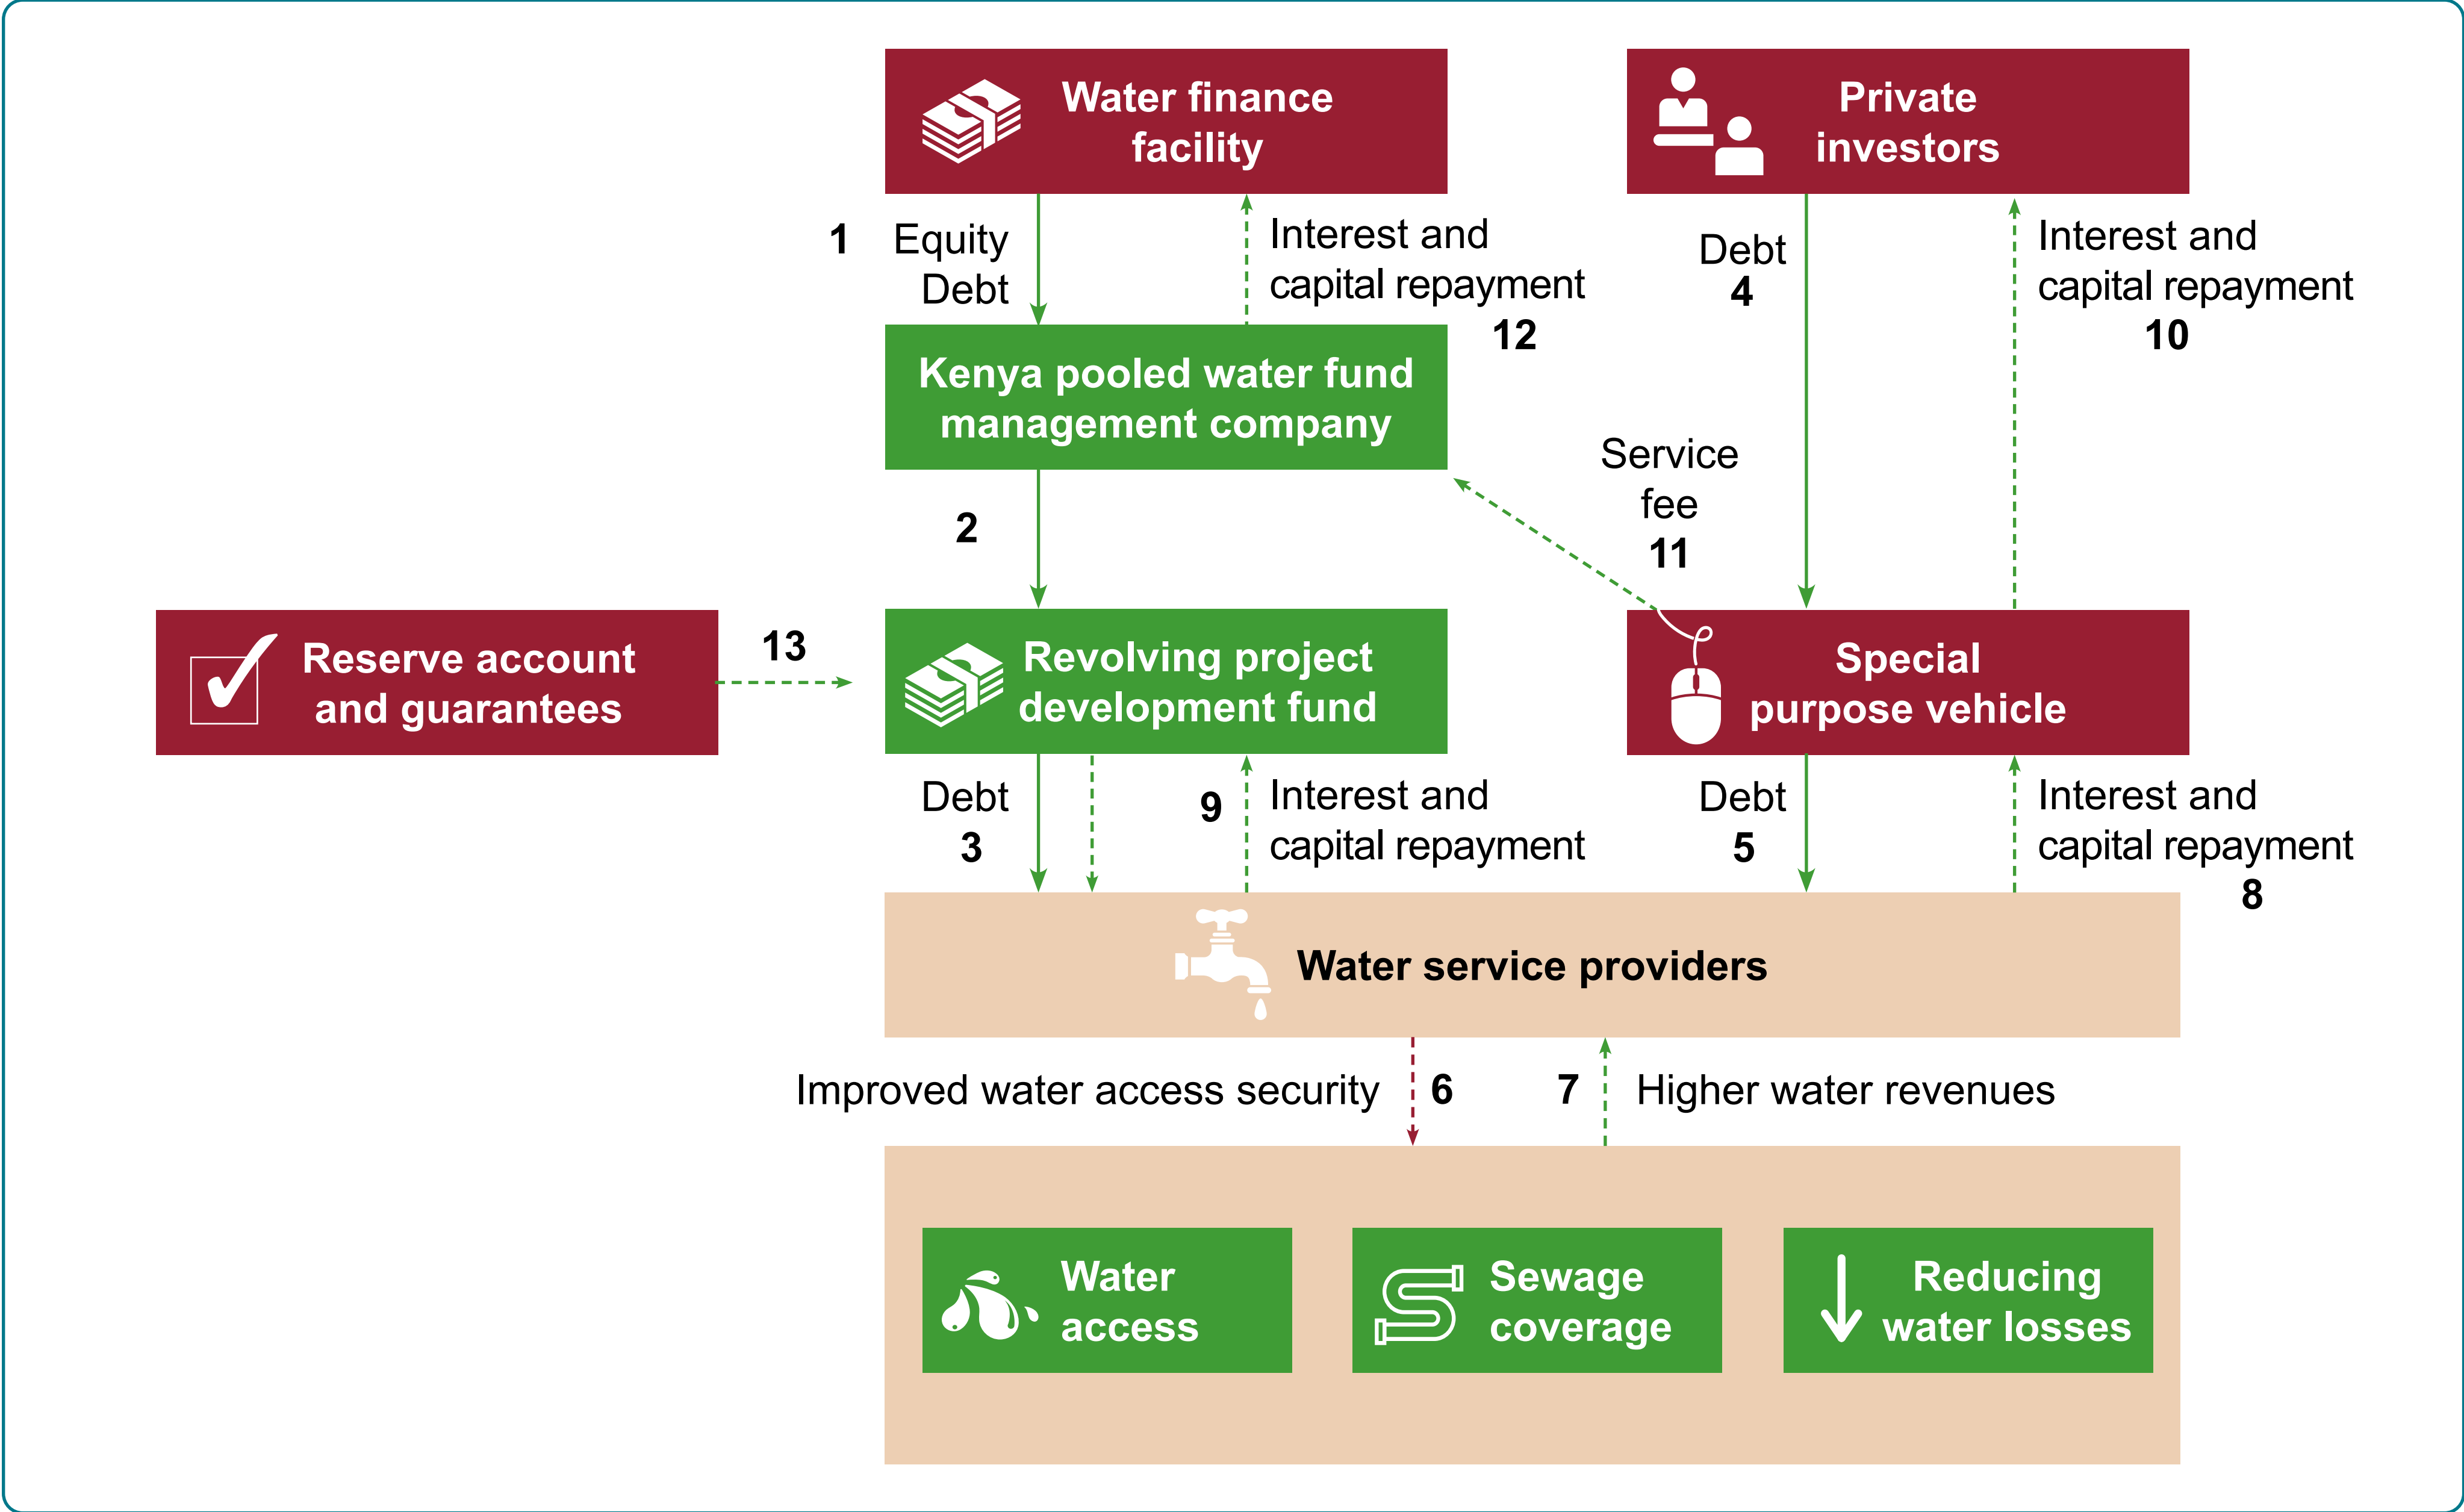 Water finance
facility
Private
investors
1
Equity
Debt
Interest and
capital repayment
12
Debt
4
Interest and
capital repayment
10
Kenya pooled water fund
management company
Service
fee
11
2
Reserve account
and guarantees
13
Revolving project
development fund
Special
purpose vehicle
Debt
3
9
Interest and
capital repayment
Debt
5
Interest and
capital repayment
8
Water service providers
Improved water access security
6
7
Higher water revenues
Water
access
Sewage
coverage
Reducing
water losses